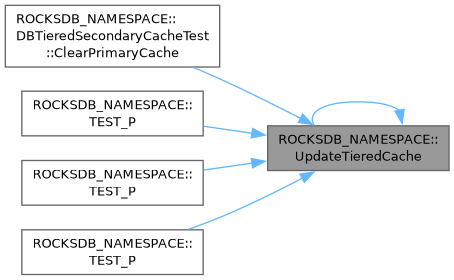 ROCKSDB_NAMESPACE::
DBTieredSecondaryCacheTest
::ClearPrimaryCache
ROCKSDB_NAMESPACE::
TEST_P
ROCKSDB_NAMESPACE::
UpdateTieredCache
ROCKSDB_NAMESPACE::
TEST_P
ROCKSDB_NAMESPACE::
TEST_P